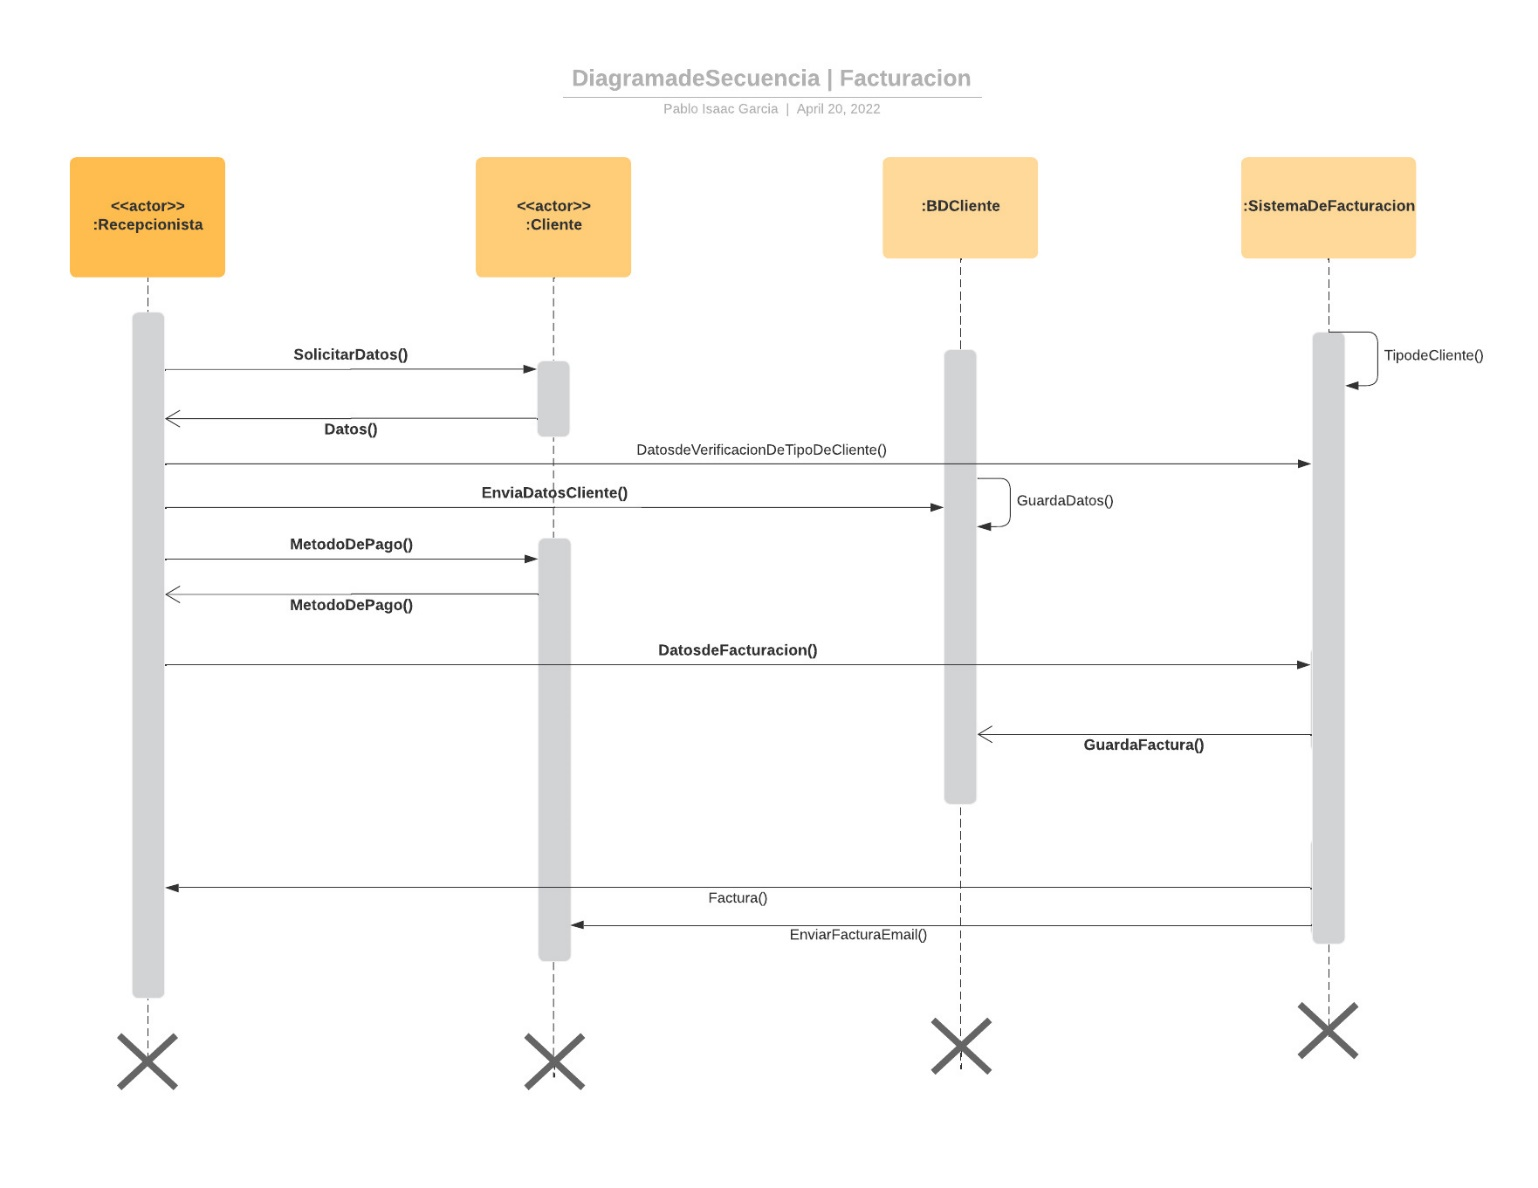 DiagramadeSecuencia | Facturacion
Pablo Isaac Garcia | April 20, 2022
<<actor>>
:Recepcionista
<<actor>>
:Cliente
:BDCliente
:SistemaDeFacturacion
SolicitarDatos()
TipodeCliente()
Datos()
DatosdeVerificacionDeTipoDeCliente()
EnviaDatosCliente()
GuardaDatos()
MetodoDePago()
MetodoDePago()
DatosdeFacturacion()
GuardaFactura()
Factura()
EnviarFacturaEmail()